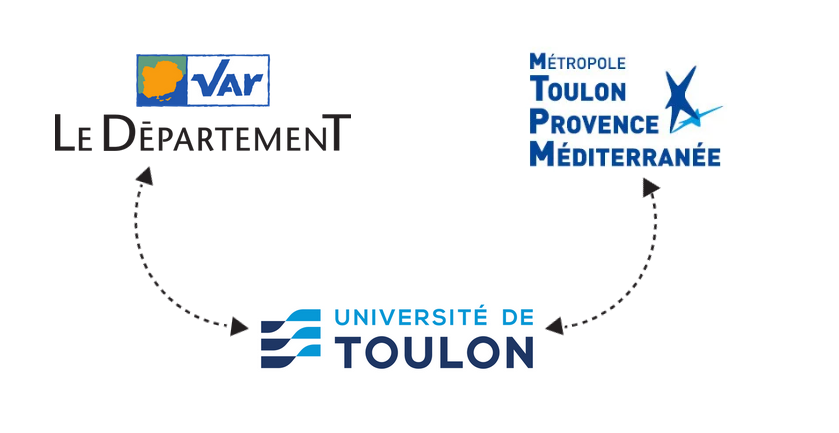 VAr
LE DÉPARTEMENT
MÉTROPOLE
TOULON
PROVENCE
MÉDITERRANÉE
UNIVERSITÉ DE
TOULON